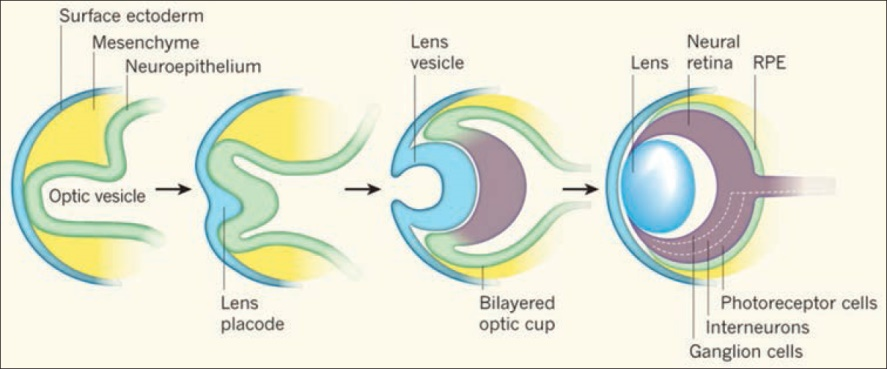 Surface ectoderm
Mesenchyme
Neuroepithelium
Optic vesicle
Lens
placode
Lens
vesicle
Bilayered
optic cup
Lens
Neural
retina
RPE
Photoreceptor cells
Interneurons
Ganglion cells